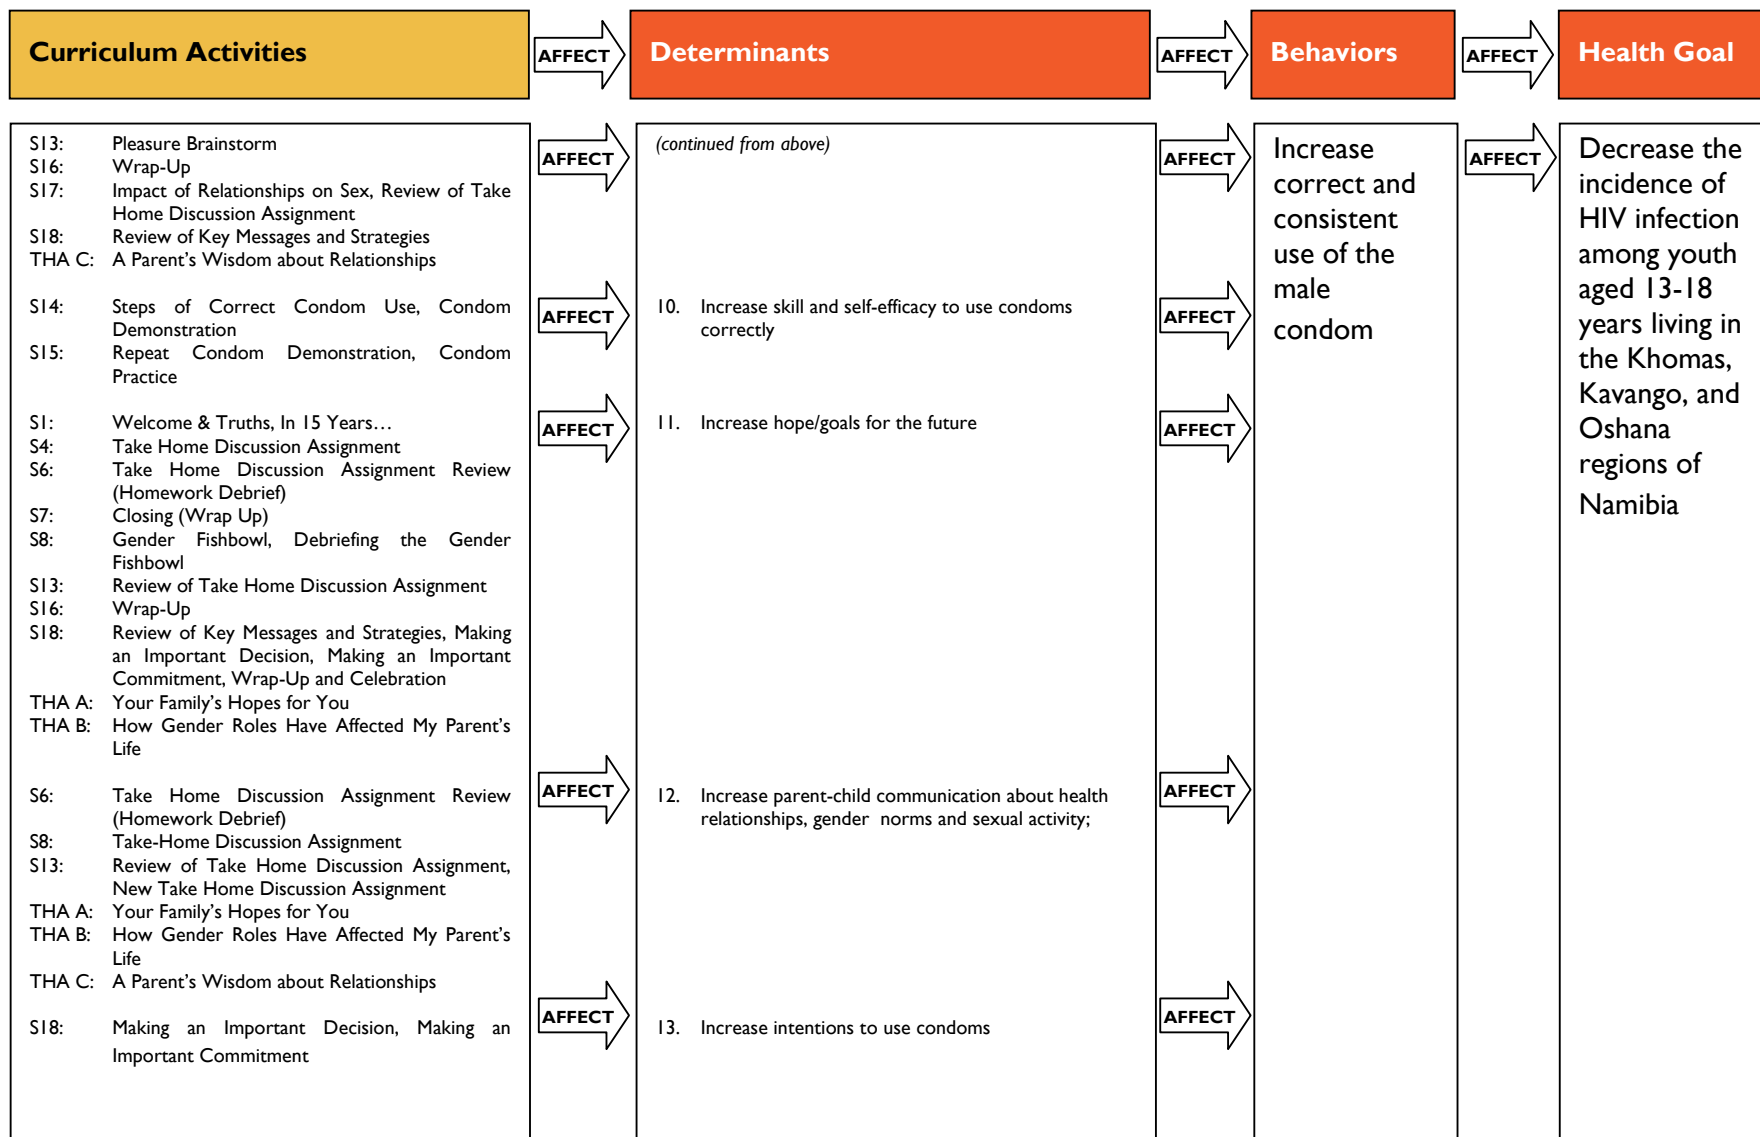 Curriculum Activities
AFFECT
Determinants
AFFECT
Behaviors
AFFECT
Health Goal
S13: Pleasure Brainstorm
S16: Wrap-Up
S17: Impact of Relationships on Sex, Review of Take
Home Discussion Assignment
S18: Review of Key Messages and Strategies
THA C: A Parent's Wisdom about Relationships
AFFECT
(continued from above)
AFFECT
S14: Steps of Correct Condom Use, Condom
Demonstration
S15: Repeat Condom Demonstration, Condom
Practice
AFFECT
10. Increase skill and self-efficacy to use condoms
correctly
AFFECT
S1: Welcome & Truths, In 15 Years…
S4: Take Home Discussion Assignment
S6: Take Home Discussion Assignment Review
(Homework Debrief)
S7: Closing (Wrap Up)
S8: Gender Fishbowl, Debriefing the Gender
Fishbowl
S13: Review of Take Home Discussion Assignment
S16: Wrap-Up
S18: Review of Key Messages and Strategies, Making
an Important Decision, Making an Important
Commitment, Wrap-Up and Celebration
THA A: Your Family's Hopes for You
THA B: How Gender Roles Have Affected My Parent's
Life
AFFECT
11. Increase hope/goals for the future
AFFECT
S6: Take Home Discussion Assignment Review
(Homework Debrief)
S8: Take-Home Discussion Assignment
S13: Review of Take Home Discussion Assignment,
New Take Home Discussion Assignment
THA A: Your Family's Hopes for You
THA B: How Gender Roles Have Affected My Parent's
Life
THA C: A Parent's Wisdom about Relationships
AFFECT
12. Increase parent-child communication about health
relationships, gender norms and sexual activity;
AFFECT
S18: Making an Important Decision, Making an
Important Commitment
AFFECT
13. Increase intentions to use condoms
AFFECT
Increase
correct and
consistent
use of the
male
condom
AFFECT
Decrease the
incidence of
HIV infection
among youth
aged 13-18
years living in
the Khomas,
Kavango, and
Oshana
regions of
Namibia